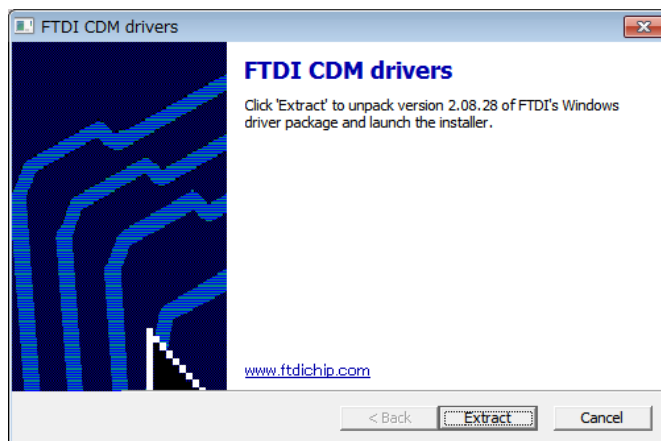 FTDI CDM drivers
FTDI CDM drivers
Click 'Extract' to unpack version 2.08.28 of FTDI's Windows
driver package and launch the installer.
www.ftdichip.com
< Back Extract Cancel